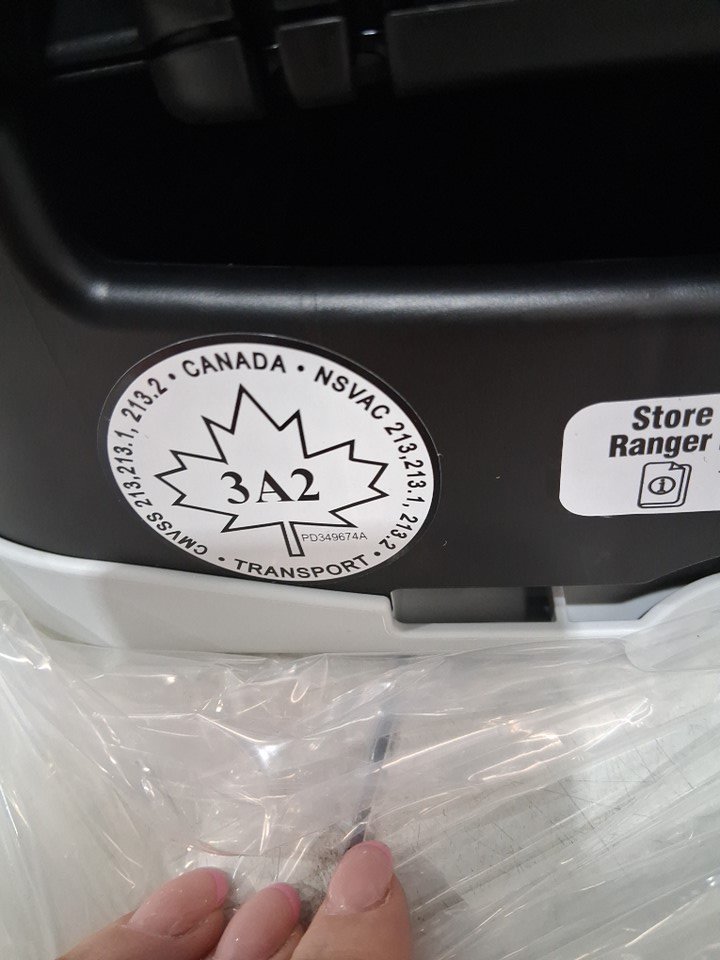 CMVSS 213,213.1, 213.2 • CANADA • NSVAC 213,213.1, 213.2 • TRANSPORT •
3A2
PD349674A
Store
Ranger